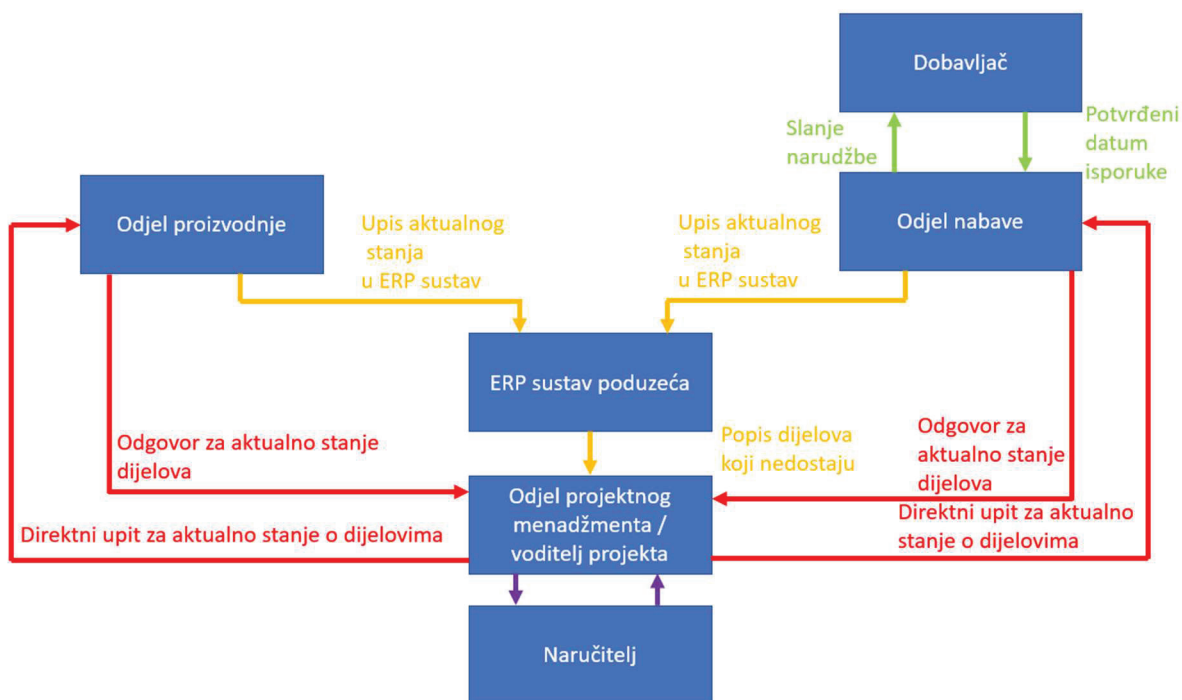 Dobavljač
Slanje
narudžbe
Potvrđeni
datum
isporuke
Odjel proizvodnje
Upis aktualnog
stanja
u ERP sustav
Upis aktualnog
stanja
u ERP sustav
Odjel nabave
ERP sustav poduzeća
Odgovor za aktualno stanje
dijelova
Popis dijelova
koji nedostaju
Odgovor za
aktualno stanje
dijelova
Odjel projektnog
menadžmenta /
voditelj projekta
Direktni upit za aktualno stanje o dijelovima
Direktni upit za aktualno
stanje o dijelovima
Naručitelj